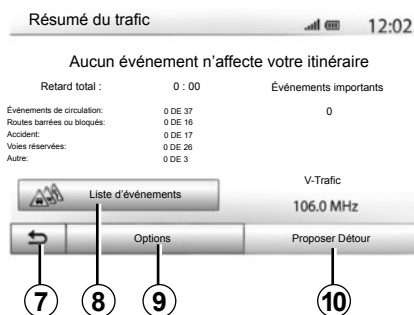 Résumé du trafic 12:02
Aucun événement n'affecte votre itinéraire
Retard total : 0 : 00 Événements importants
0
Événements de circulation: 0 DE 37
Routes barrées ou bloqués: 0 DE 16
Accident: 0 DE 17
Voies réservées: 0 DE 26
Autre: 0 DE 3
Liste d'événements V-Trafic
106.0 MHz
Options Proposer Détour
7 8 9 10